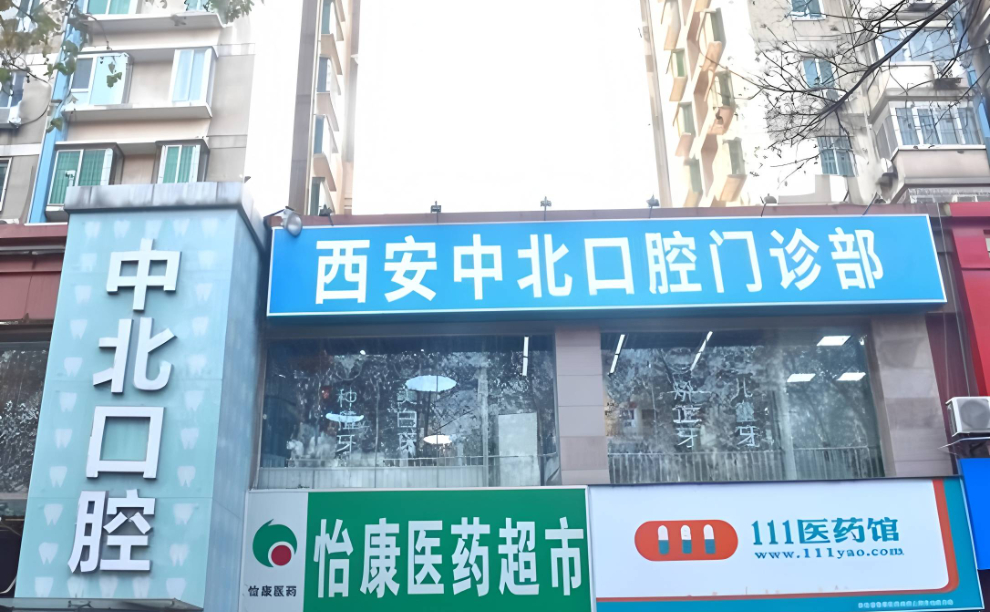 西安中北口腔门诊部
中北口腔
种植牙
美白牙
矫正牙
儿童牙
怡康医药
怡康医药超市
111医药馆
www.111yao.com